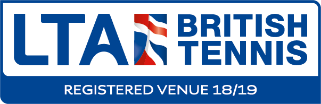 LTA BRITISH
TENNIS
REGISTERED VENUE 18/19